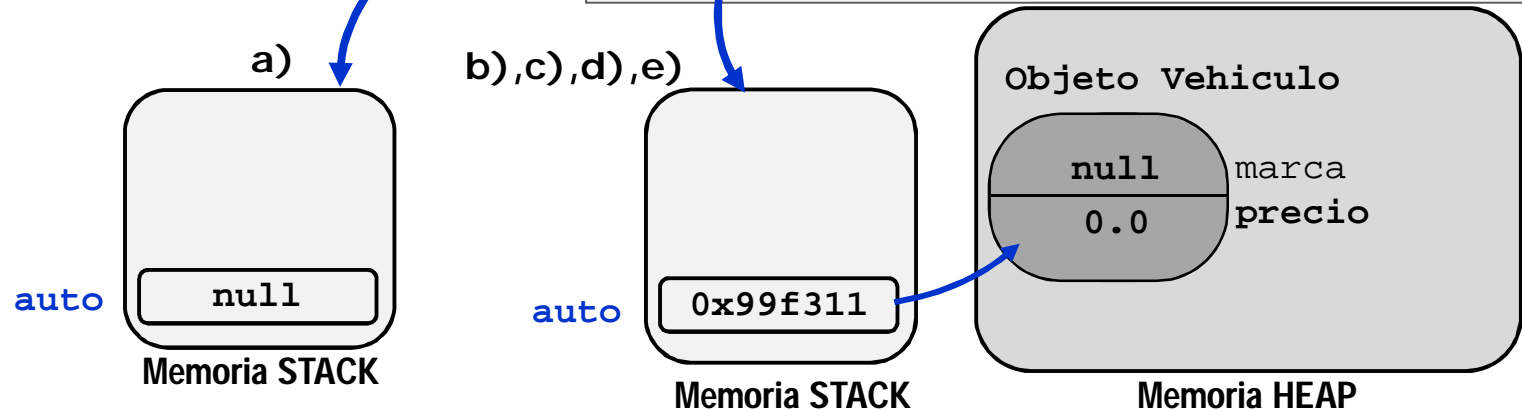 a)
auto
null
Memoria STACK
b),c),d),e)
auto
0x99f311
Memoria STACK
Objeto Vehiculo
null
marca
0.0
precio
Memoria HEAP